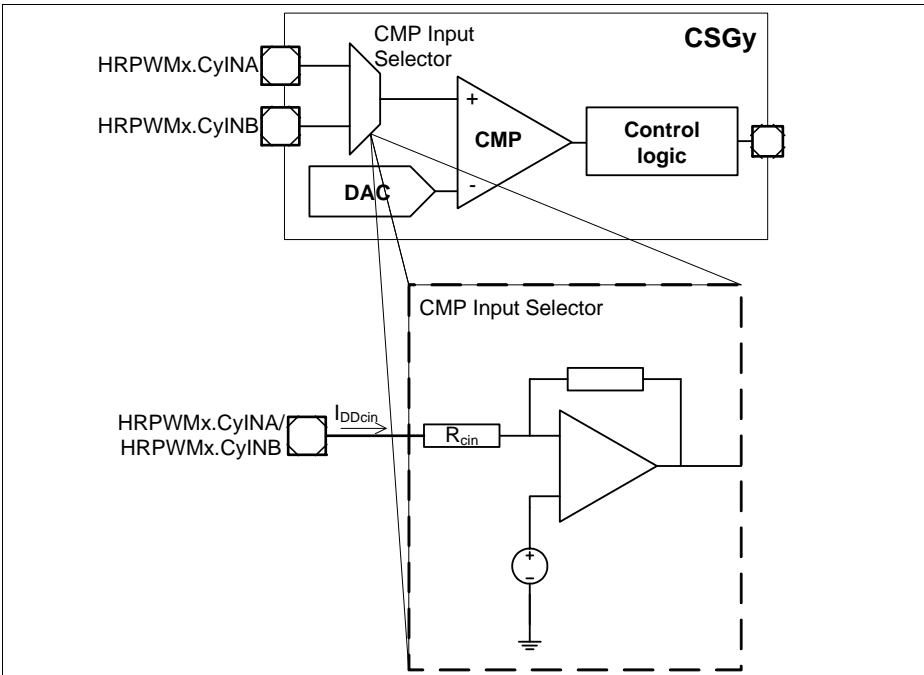 CSGy
CMP Input
Selector
HRPWMx.CyINA
HRPWMx.CyINB
+
-
CMP
Control
logic
DAC
CMP Input Selector
HRPWMx.CyINA/
HRPWMx.CyINB
IDDcin
Rcin
+
–